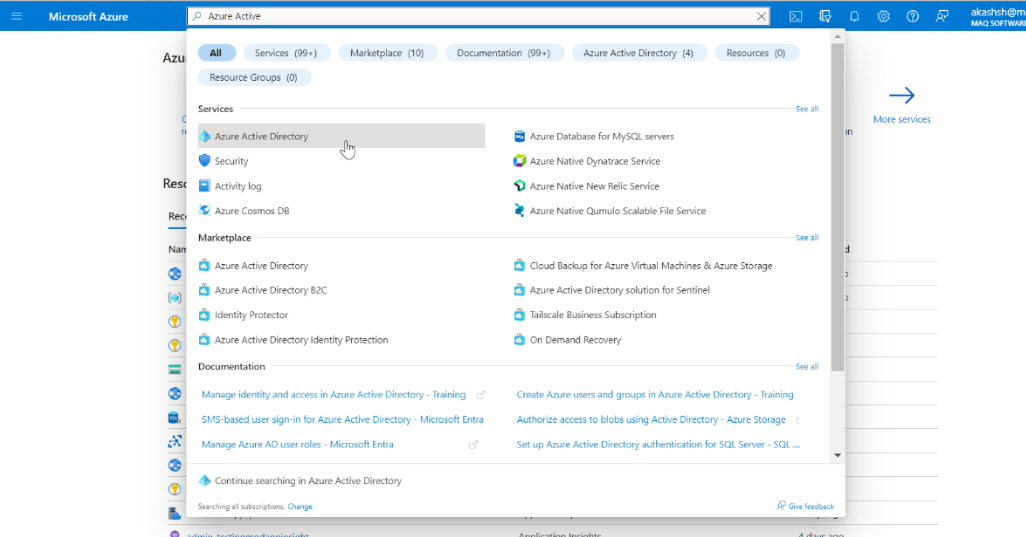 Microsoft Azure
Azure Active
akashsh@m
MAQ SOFTWARE
Azu
All
Services (99+)
Marketplace (10)
Documentation (99+)
Azure Active Directory (4)
Resources (0)
Resource Groups (0)
Services
See all
More services
Azure Active Directory
Azure Database for MySQL servers
Security
Azure Native Dynatrace Service
Activity log
Azure Native New Relic Service
Azure Cosmos DB
Azure Native Qumulo Scalable File Service
Marketplace
See all
Azure Active Directory
Cloud Backup for Azure Virtual Machines & Azure Storage
Azure Active Directory B2C
Azure Active Directory solution for Sentinel
Identity Protector
Tailscale Business Subscription
Azure Active Directory Identity Protection
On Demand Recovery
Documentation
See all
Manage identity and access in Azure Active Directory - Training
Create Azure users and groups in Azure Active Directory - Training
SMS-based user sign-in for Azure Active Directory - Microsoft Entra
Authorize access to blobs using Active Directory - Azure Storage
Manage Azure AD user roles - Microsoft Entra
Set up Azure Active Directory authentication for SQL Server - SQL ...
Continue searching in Azure Active Directory
Searching all subscriptions. Change
Give feedback
Application Insights
4 days ago